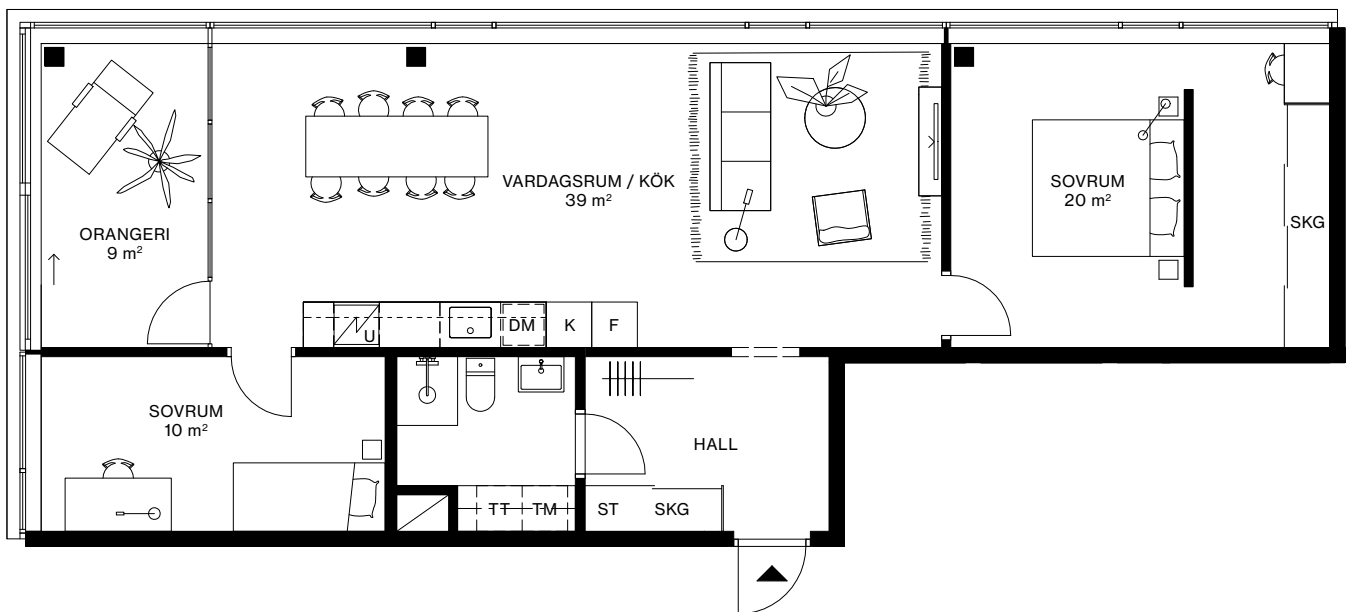 VARDAGSRUM / KÖK
39 m²
SOVRUM
20 m²
SKG
ORANGERI
9 m²
U
DM
K
F
SOVRUM
10 m²
HALL
TT
TM
ST
SKG